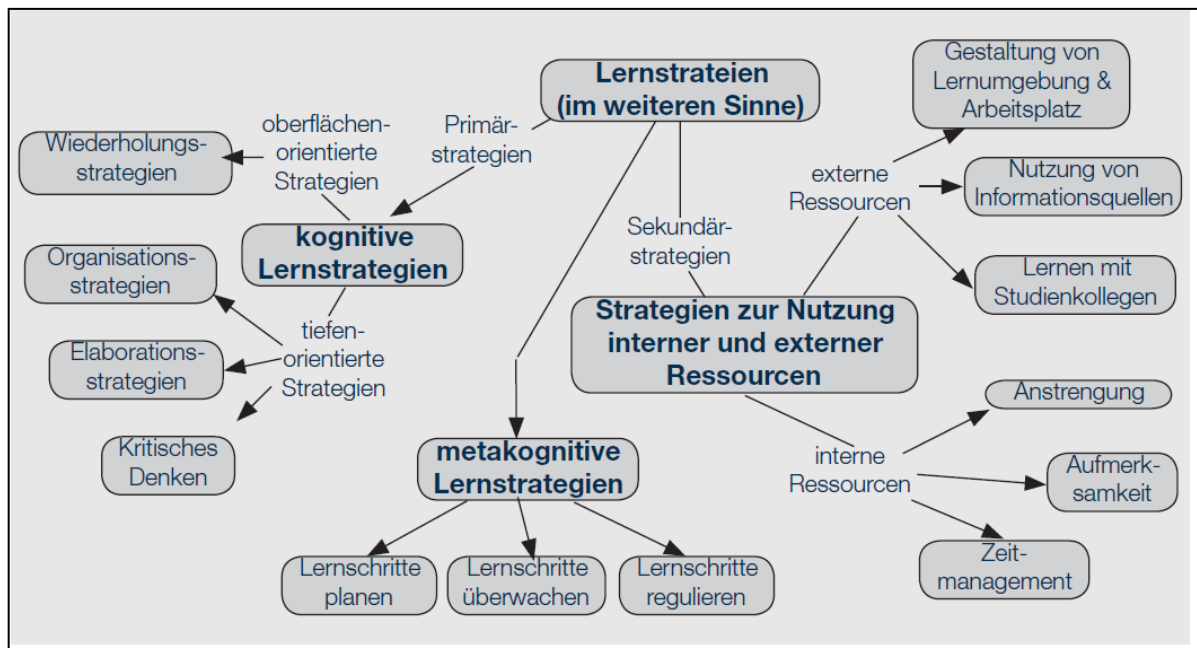 Lernstrateien
(im weiteren Sinne)
Primär-
strategien
oberflächen-
orientierte
Strategien
Wiederholungs-
strategien
kognitive
Lernstrategien
Organisations-
strategien
tiefen-
orientierte
Strategien
Elaborations-
strategien
Kritisches
Denken
metakognitive
Lernstrategien
Lernschritte
planen
Lernschritte
überwachen
Lernschritte
regulieren
Sekundär-
strategien
Strategien zur Nutzung
interner und externer
Ressourcen
externe
Ressourcen
Gestaltung von
Lernumgebung &
Arbeitsplatz
Nutzung von
Informationsquellen
Lernen mit
Studienkollegen
interne
Ressourcen
Anstrengung
Aufmerk-
samkeit
Zeit-
management